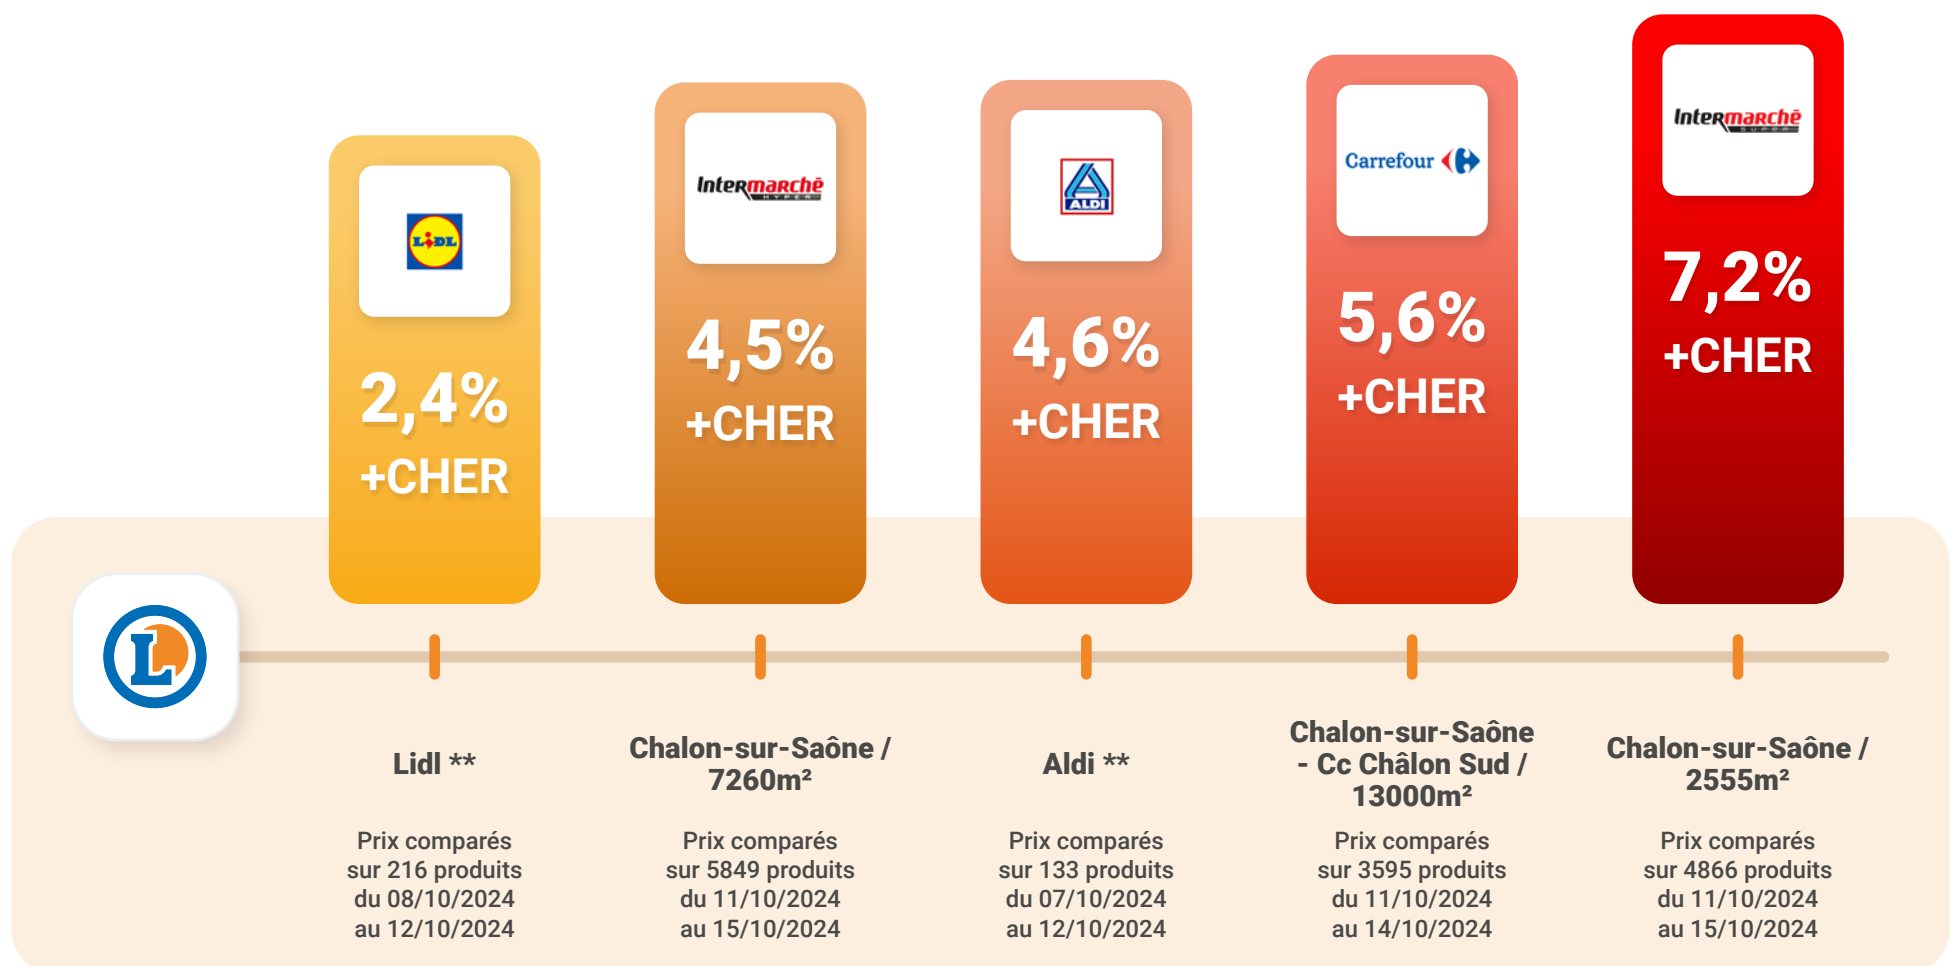 LIDL
2,4%
+CHER
Intermarché
HYPER
4,5%
+CHER
ALDI
4,6%
+CHER
Carrefour
5,6%
+CHER
Intermarché
SUPER
7,2%
+CHER
L
Lidl **
Prix comparés
sur 216 produits
du 08/10/2024
au 12/10/2024
Chalon-sur-Saône /
7260m²
Prix comparés
sur 5849 produits
du 11/10/2024
au 15/10/2024
Aldi **
Prix comparés
sur 133 produits
du 07/10/2024
au 12/10/2024
Chalon-sur-Saône
- Cc Châlon Sud /
13000m²
Prix comparés
sur 3595 produits
du 11/10/2024
au 14/10/2024
Chalon-sur-Saône /
2555m²
Prix comparés
sur 4866 produits
du 11/10/2024
au 15/10/2024